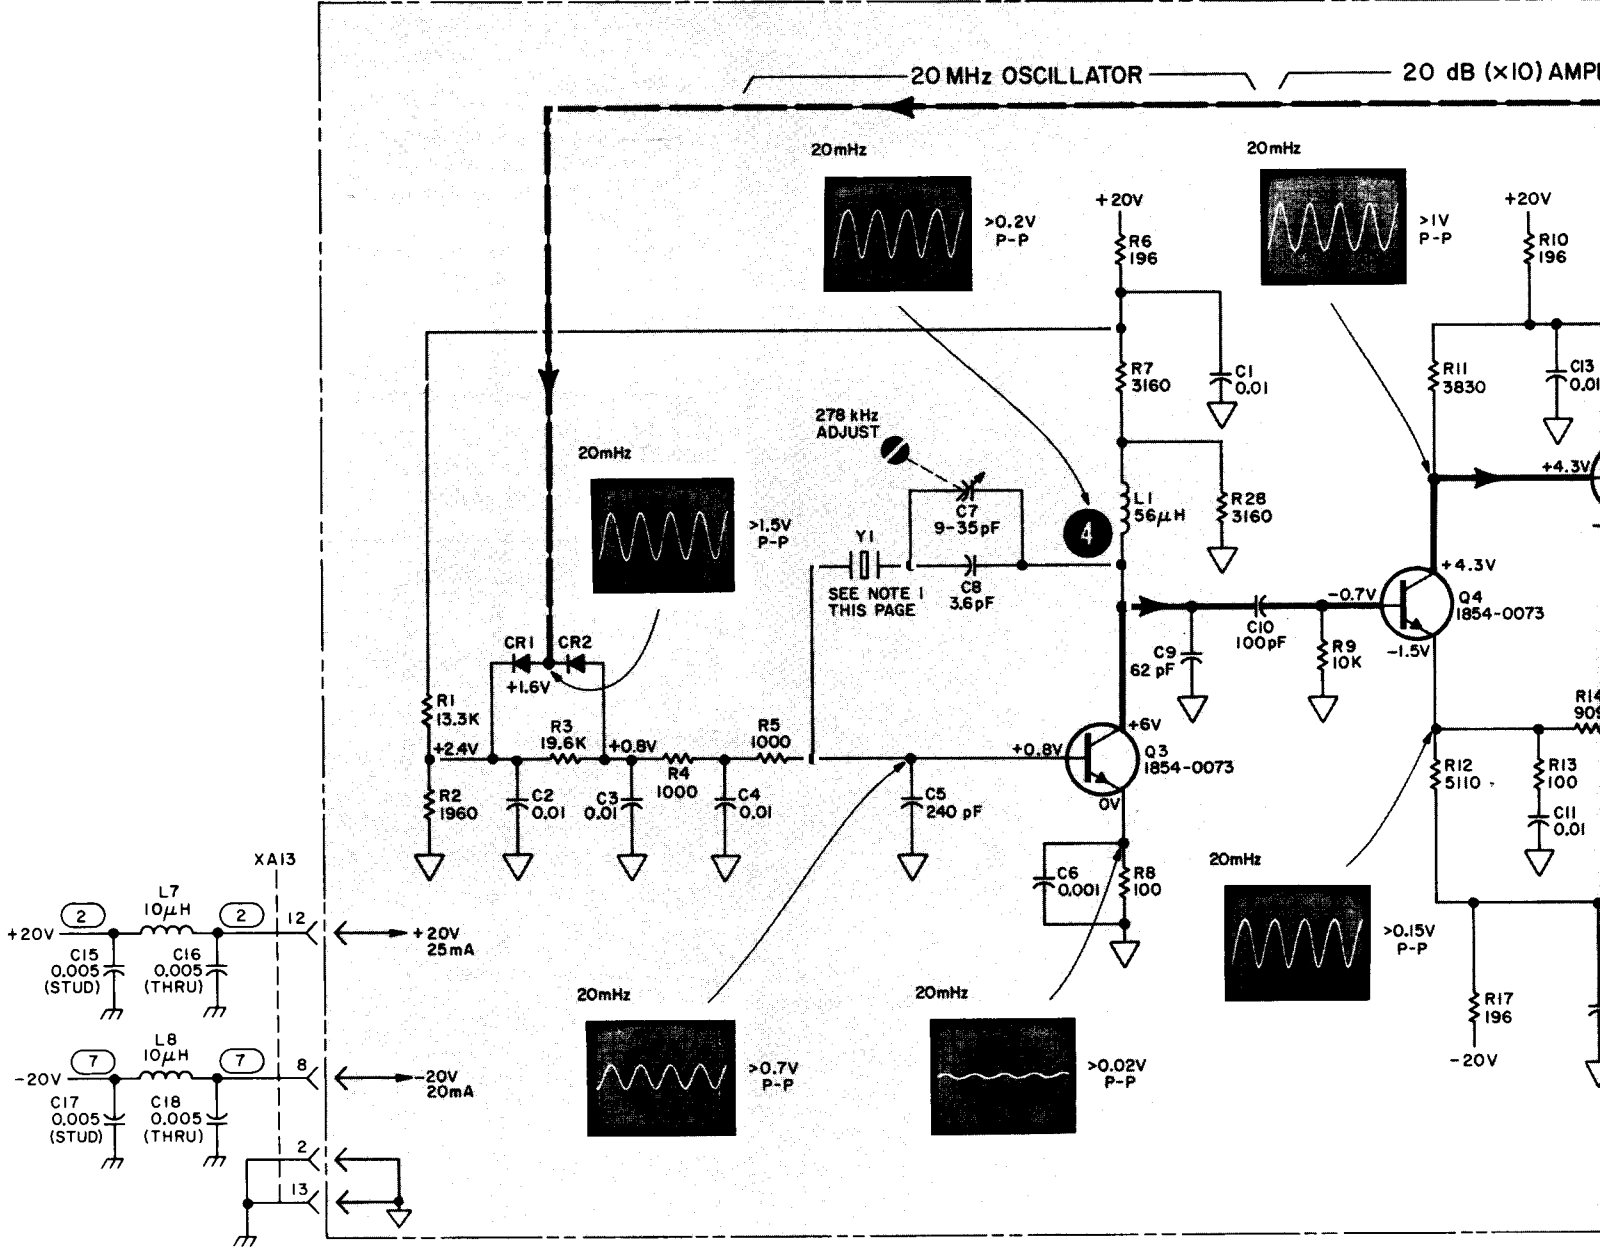 20 MHz OSCILLATOR
20 dB (×10) AMPL
20mHz
>0.2V
P-P
+20V
R6
196
20mHz
>1V
P-P
+20V
R10
196
R7
3160
C1
0.01
R11
3830
C13
0.01
278 kHz
ADJUST
20mHz
>1.5V
P-P
C7
9-35pF
Y1
SEE NOTE 1
THIS PAGE
C8
3.6pF
4
L1
56µH
R28
3160
+4.3V
+4.3V
Q4
1854-0073
-0.7V
-1.5V
C10
100pF
C9
62 pF
R9
10K
CR1
CR2
+1.6V
R1
13.3K
+2.4V
R3
19.6K
+0.8V
R4
1000
R5
1000
+0.8V
+6V
Q3
1854-0073
0V
R14
909
R2
1960
C2
0.01
C3
0.01
C4
0.01
C5
240 pF
R12
5110
R13
100
C11
0.01
C6
0.001
R8
100
XA13
L7
10µH
2
2
12
+20V
+20V
25mA
C15
0.005
(STUD)
C16
0.005
(THRU)
20mHz
>0.7V
P-P
20mHz
>0.02V
P-P
20mHz
>0.15V
P-P
R17
196
-20V
L8
10µH
7
7
8
-20V
-20V
20mA
C17
0.005
(STUD)
C18
0.005
(THRU)
2
13